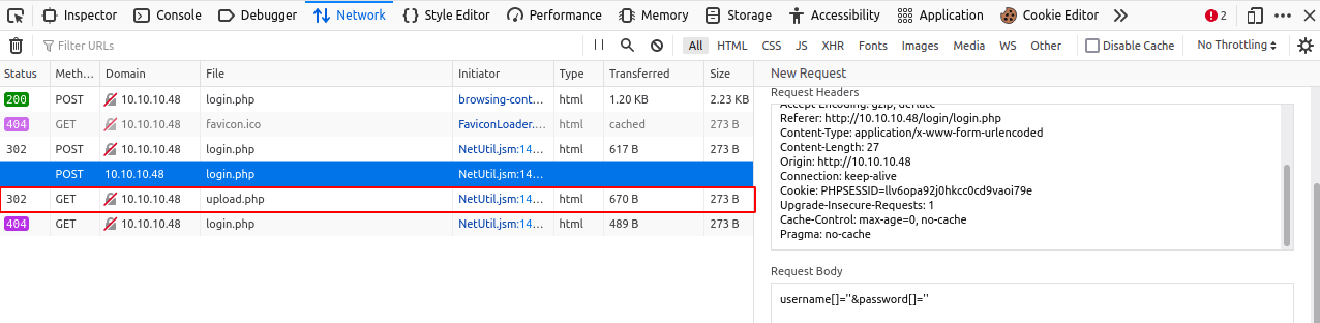 Inspector Console Debugger Network Style Editor Performance Memory Storage Accessibility Application Cookie Editor 2
Filter URLs All HTML CSS JS XHR Fonts Images Media WS Other Disable Cache No Throttling
Status Meth... Domain File Initiator Type Transferred Size
200 POST 10.10.10.48 login.php browsing-cont... html 1.20 KB 2.23 KB
404 GET 10.10.10.48 favicon.ico FaviconLoader.... html cached 273 B
302 POST 10.10.10.48 login.php NetUtil.jsm:14... html 617 B 273 B
POST 10.10.10.48 login.php NetUtil.jsm:14...
302 GET 10.10.10.48 upload.php NetUtil.jsm:14... html 670 B 273 B
404 GET 10.10.10.48 login.php NetUtil.jsm:14... html 489 B 273 B
New Request
Request Headers
Accept-Encoding: gzip, deflate
Referer: http://10.10.10.48/login/login.php
Content-Type: application/x-www-form-urlencoded
Content-Length: 27
Origin: http://10.10.10.48
Connection: keep-alive
Cookie: PHPSESSID=llv6opa92j0hkcc0cd9vaoi79e
Upgrade-Insecure-Requests: 1
Cache-Control: max-age=0, no-cache
Pragma: no-cache
Request Body
username[]=''&password[]=''